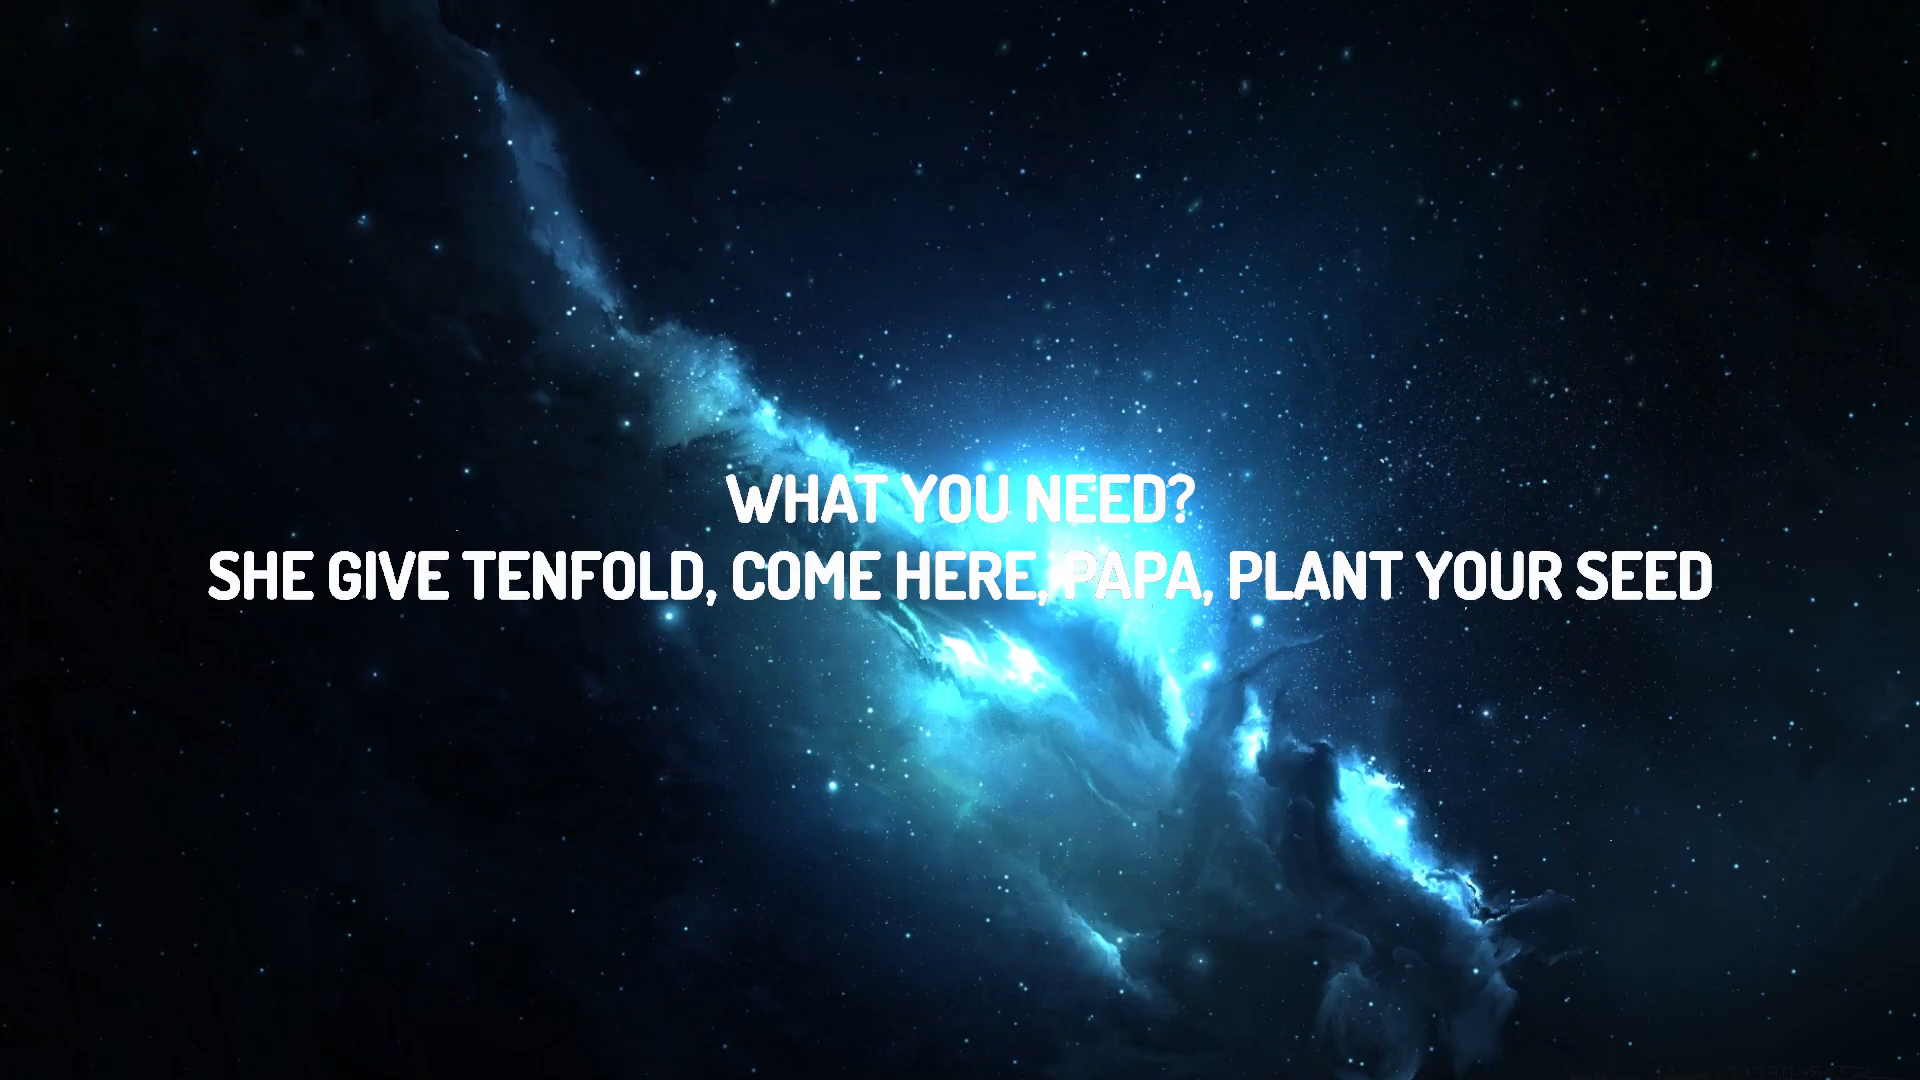 WHAT YOU NEED?
SHE GIVE TENFOLD, COME HERE, PAPA, PLANT YOUR SEED